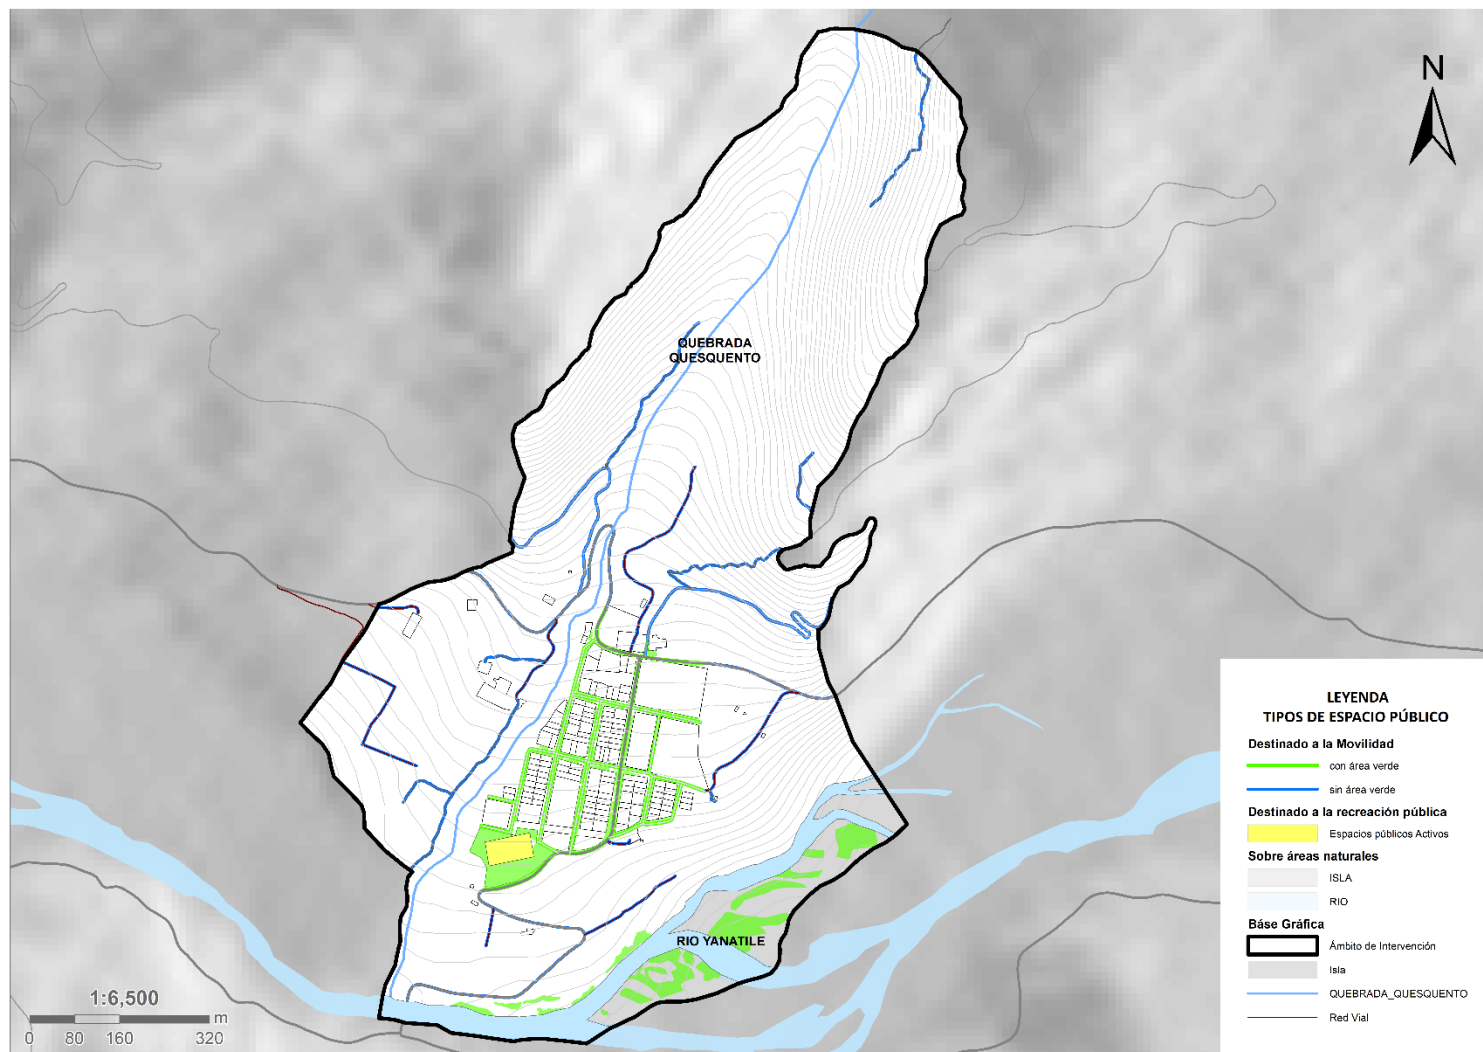 N
QUEBRADA
QUESQUENTO
RIO YANATILE
LEYENDA
TIPOS DE ESPACIO PÚBLICO
Destinado a la Movilidad
con área verde
sin área verde
Destinado a la recreación pública
Espacios públicos Activos
Sobre áreas naturales
ISLA
RIO
Báse Gráfica
Ámbito de Intervención
Isla
QUEBRADA_QUESQUENTO
Red Vial
1:6,500
m
0 80 160 320